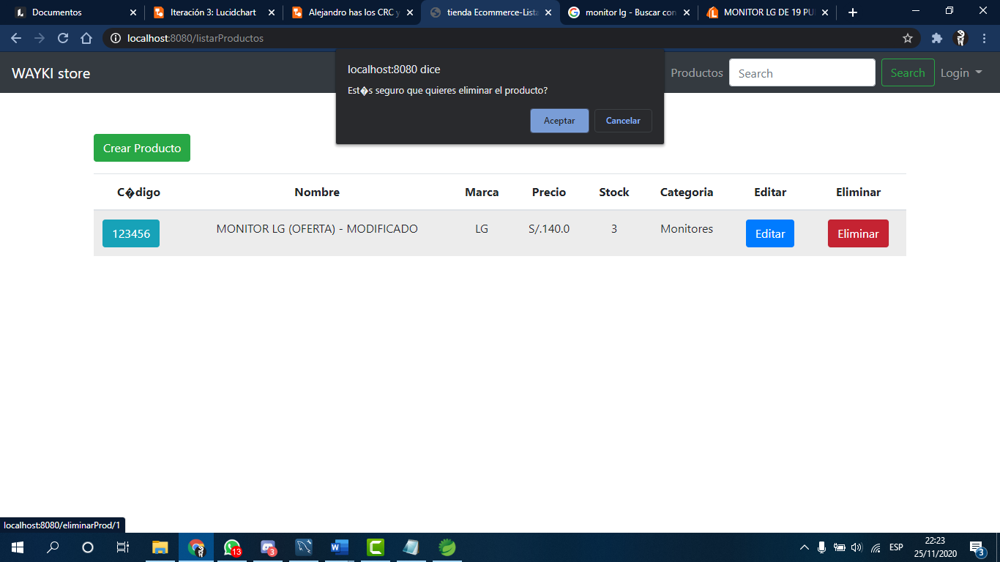 Documentos
Iteración 3: Lucidchart
Alejandro has los CRC y
tienda Ecommerce-Lista
monitor lg - Buscar con
MONITOR LG DE 19 PUL
localhost:8080/listarProductos
WAYKI store
Productos
Search
Search
Login
localhost:8080 dice
Est�s seguro que quieres eliminar el producto?
Aceptar
Cancelar
Crear Producto
C�digo Nombre Marca Precio Stock Categoria Editar Eliminar
123456 MONITOR LG (OFERTA) - MODIFICADO LG S/.140.0 3 Monitores Editar Eliminar
localhost:8080/eliminarProd/1
13
3
ESP
22:23
25/11/2020
3